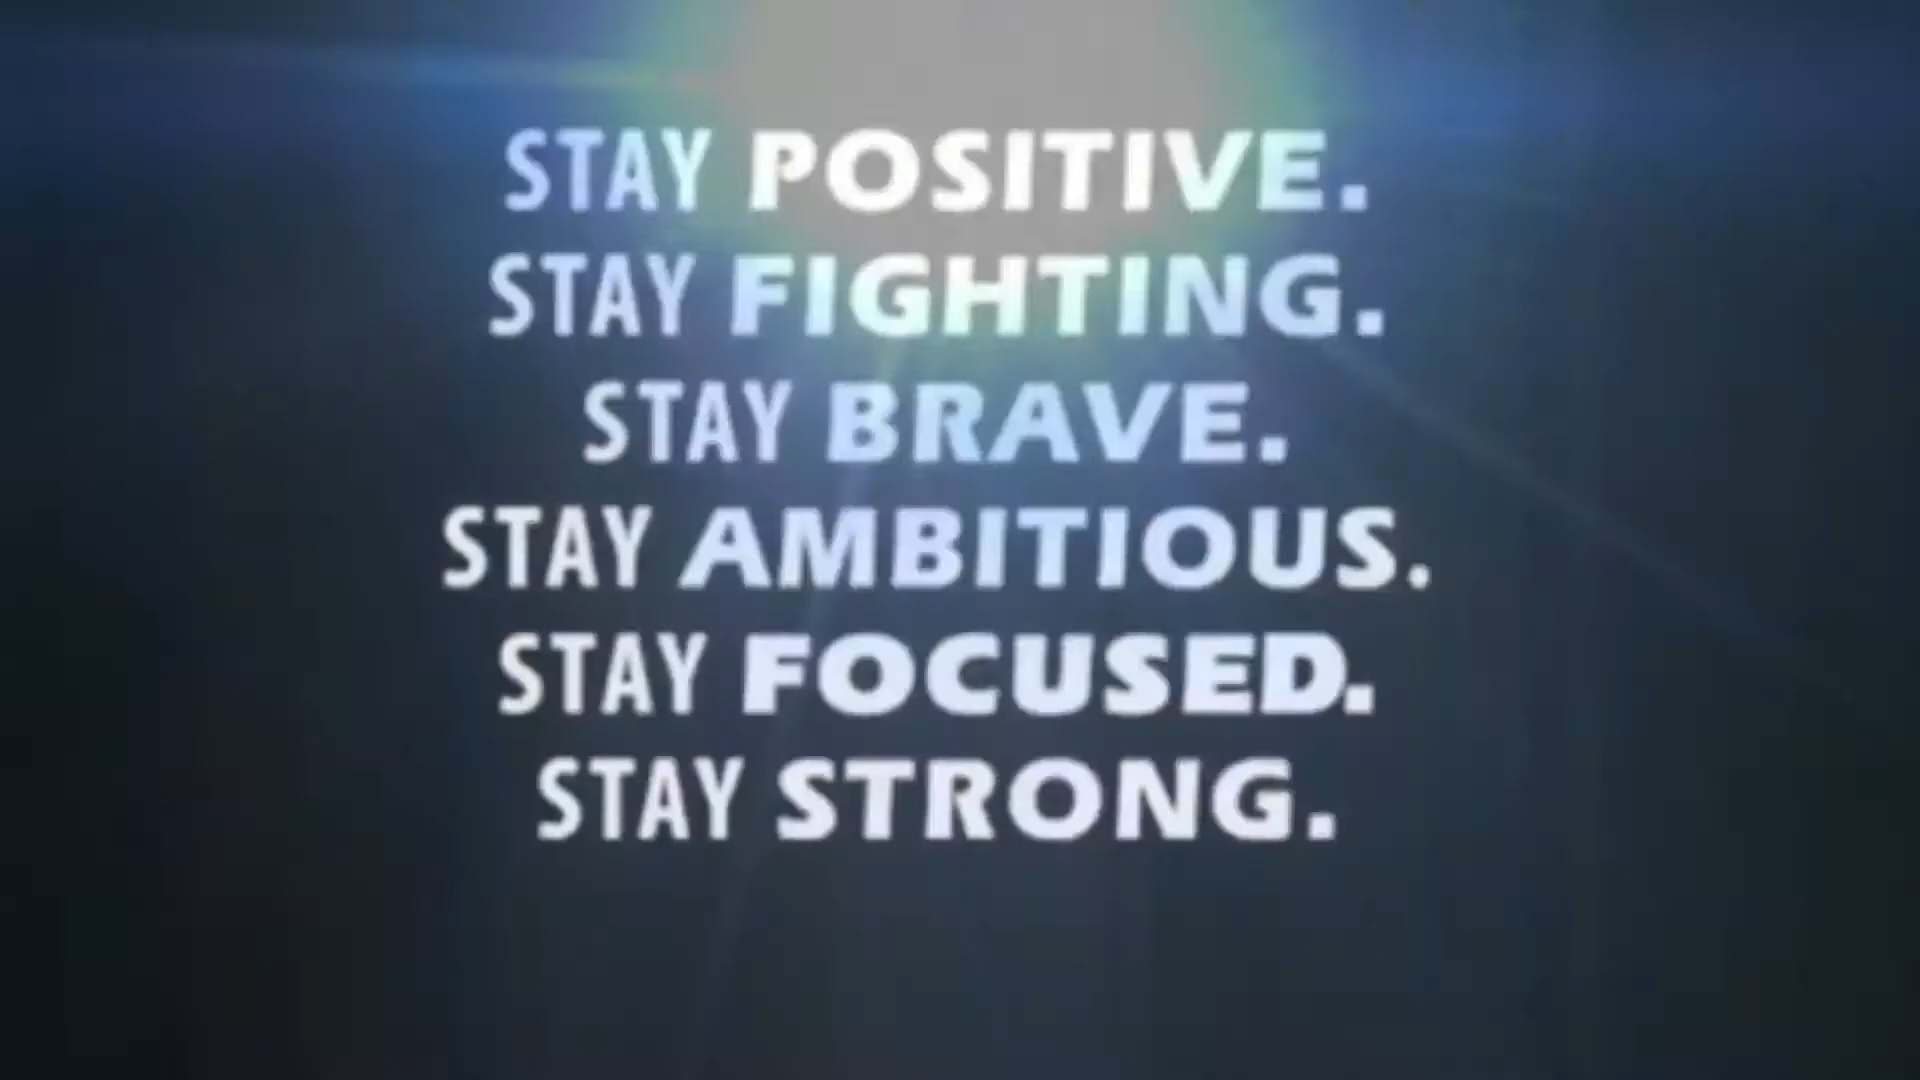 STAY POSITIVE.
STAY FIGHTING.
STAY BRAVE.
STAY AMBITIOUS.
STAY FOCUSED.
STAY STRONG.